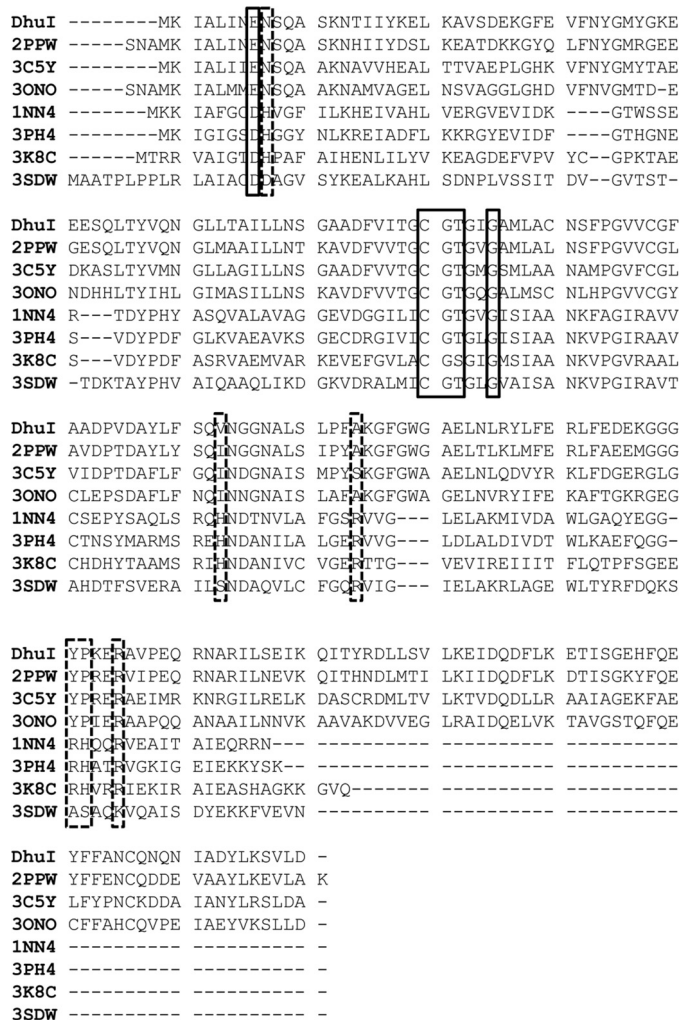 DhuI --------MK IALINENSQA SKNTIIYKEL KAVSDEKGFE VFNYGMYGKE
2PPW -----SNAMK IALINENSQA SKNHIIYDSL KEATDKKGYQ LFNYGMRGEE
3C5Y --------MK IALIIENSQA AKNAVVHEAL TTVAEPLGHK VFNYGMYTAE
3ONO -----SNAMK IALMMENSQA AKNAMVAGEL NSVAGGLGHD VFNVGMTD-E
1NN4 -------MKK IAFGCDHVGF ILKHEIVAHL VERGVEVIDK ----GTWSSE
3PH4 --------MK IGIGSDHGGY NLKREIADFL KKRGYEVIDF ----GTHGNE
3K8C ------MTRR VAIGTDHPAF AIHENLILYV KEAGDEFVPV YC--GPKTAE
3SDW MAATPLPPLR LAIACDDAGV SYKEALKAHL SDNPLVSSIT DV--GVTST-
DhuI EESQLTYVQN GLLTAILLNS GAADFVITGC GTGIGAMLAC NSFPGVVCGF
2PPW GESQLTYVQN GLMAAILLNT KAVDFVVTGC GTGVGAMLAL NSFPGVVCGL
3C5Y DKASLTYVMN GLLAGILLNS GAADFVVTGC GTGMGSMLAA NAMPGVFCGL
3ONO NDHHLTYIHL GIMASILLNS KAVDFVVTGC GTGQGALMSC NLHPGVVCGY
1NN4 R---TDYPHY ASQVALAVAG GEVDGGILIC GTGVGISIAA NKFAGIRAVV
3PH4 S---VDYPDF GLKVAEAVKS GECDRGIVIC GTGLGISIAA NKVPGIRAAV
3K8C S---VDYPDF ASRVAEMVAR KEVEFGVLAC GSGIGMSIAA NKVPGVRAAL
3SDW -TDKTAYPHV AIQAAQLIKD GKVDRALMIC GTGLGVAISA NKVPGIRAVT
DhuI AADPVDAYLF SQVNGGNALS LPFAKGFGWG AELNLRYLFE RLFEDEKGGG
2PPW AVDPTDAYLY SQINGGNALS IPYAKGFGWG AELTLKLMFE RLFAEEMGGG
3C5Y VIDPTDAFLF GQINDGNAIS MPYSKGFGWA AELNLQDVYR KLFDGERGLG
3ONO CLEPSDAFLF NQINNGNAIS LAFAKGFGWA GELNVRYIFE KAFTGKRGEG
1NN4 CSEPYSAQLS RQHNDTNVLA FGSRVVG--- LELAKMIVDA WLGAQYEGG-
3PH4 CTNSYMARMS REHNDANILA LGERVVG--- LDLALDIVDT WLKAEFQGG-
3K8C CHDHYTAAMS RIHNDANIVC VGERTTG--- VEVIREIIIT FLQTPFSGEE
3SDW AHDTFSVERA ILSNDAQVLC FGQRVIG--- IELAKRLAGE WLTYRFDQKS
DhuI YPKERAVPEQ RNARILSEIK QITYRDLLSV LKEIDQDFLK ETISGEHFQE
2PPW YPRERVIPEQ RNARILNEVK QITHNDLMTI LKIIDQDFLK DTISGKYFQE
3C5Y YPRERAEIMR KNRGILRELK DASCRDMLTV LKTVDQDLLR AAIAGEKFAE
3ONO YPIERAAPQQ ANAAILNNVK AAVAKDVVEG LRAIDQELVK TAVGSTQFQE
1NN4 RHQQRVEAIT AIEQRRN--- ---------- ---------- ----------
3PH4 RHATRVGKIG EIEKKYSK-- ---------- ---------- ----------
3K8C RHVRRIEKIR AIEASHAGKK GVQ------- ---------- ----------
3SDW ASAQKVQAIS DYEKKFVEVN ---------- ---------- ----------
DhuI YFFANCQNQN IADYLKSVLD -
2PPW YFFENCQDDE VAAYLKEVLA K
3C5Y LFYPNCKDDA IANYLRSLDA -
3ONO CFFAHCQVPE IAEYVKSLLD -
1NN4 ---------- ---------- -
3PH4 ---------- ---------- -
3K8C ---------- ---------- -
3SDW ---------- ---------- -